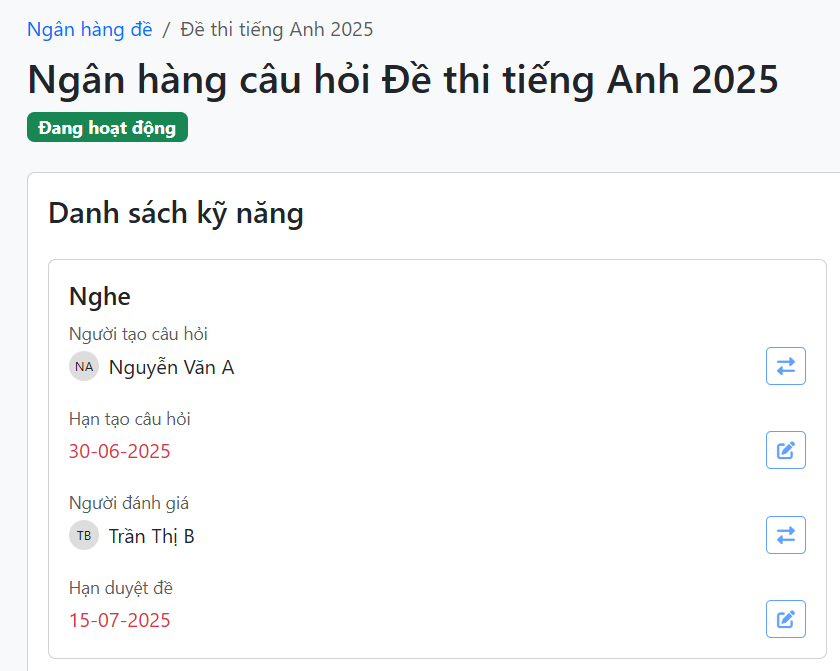 Ngân hàng đề / Đề thi tiếng Anh 2025
Ngân hàng câu hỏi Đề thi tiếng Anh 2025
Đang hoạt động
Danh sách kỹ năng
Nghe
Người tạo câu hỏi
NA Nguyễn Văn A
Hạn tạo câu hỏi
30-06-2025
Người đánh giá
TB Trần Thị B
Hạn duyệt đề
15-07-2025